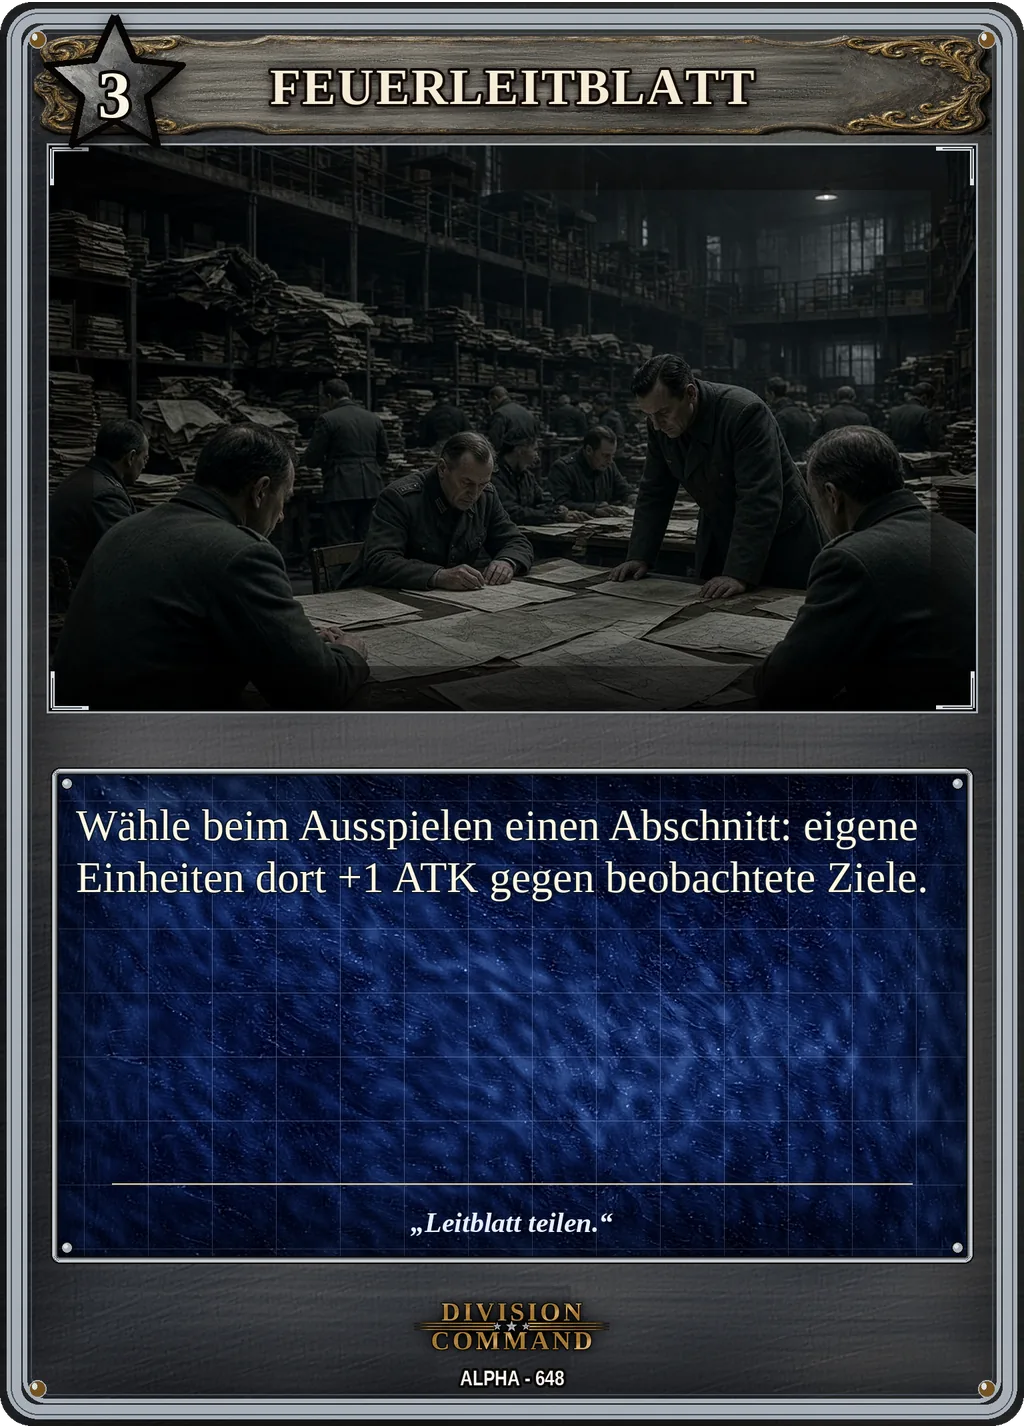 3
FEUERLEITBLATT
Wähle beim Ausspielen einen Abschnitt: eigene
Einheiten dort +1 ATK gegen beobachtete Ziele.
„Leitblatt teilen.“
DIVISION
COMMAND
ALPHA - 648